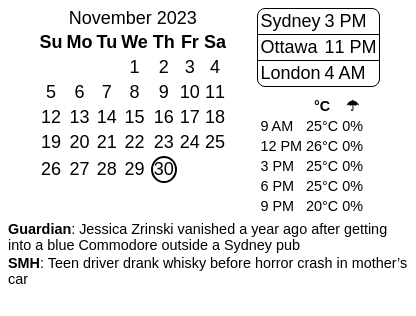 November 2023
Su Mo Tu We Th Fr Sa
1 2 3 4
5 6 7 8 9 10 11
12 13 14 15 16 17 18
19 20 21 22 23 24 25
26 27 28 29 30
Sydney 3 PM
Ottawa 11 PM
London 4 AM
°C ☂
9 AM 25°C 0%
12 PM 26°C 0%
3 PM 25°C 0%
6 PM 25°C 0%
9 PM 20°C 0%
Guardian: Jessica Zrinski vanished a year ago after getting
into a blue Commodore outside a Sydney pub
SMH: Teen driver drank whisky before horror crash in mother’s
car